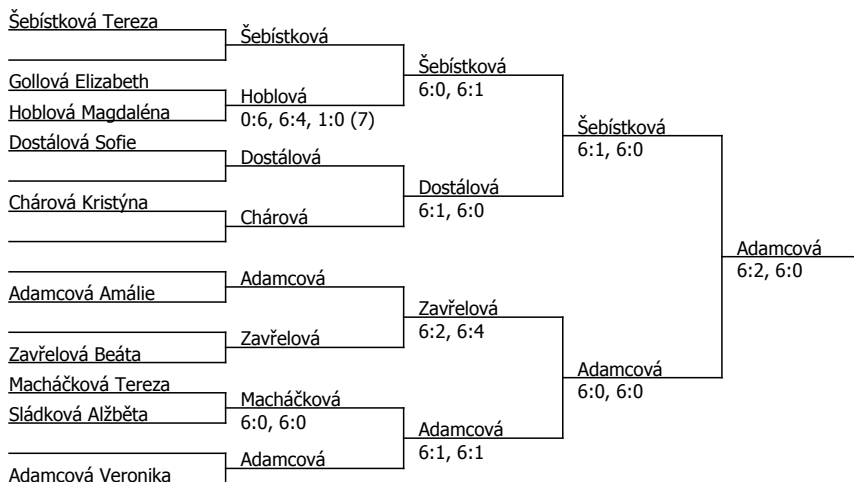 Šebístková Tereza
Šebístková
Šebístková
6:0, 6:1
Gollová Elizabeth
Hoblová
0:6, 6:4, 1:0 (7)
Hoblová Magdaléna
Šebístková
6:1, 6:0
Dostálová Sofie
Dostálová
Dostálová
6:1, 6:0
Chárová Kristýna
Chárová
Adamcová
6:2, 6:0
Adamcová
Adamcová Amálie
Zavřelová
6:2, 6:4
Zavřelová
Zavřelová Beáta
Adamcová
6:0, 6:0
Macháčková Tereza
Macháčková
6:0, 6:0
Sládková Alžběta
Adamcová
6:1, 6:1
Adamcová
Adamcová Veronika